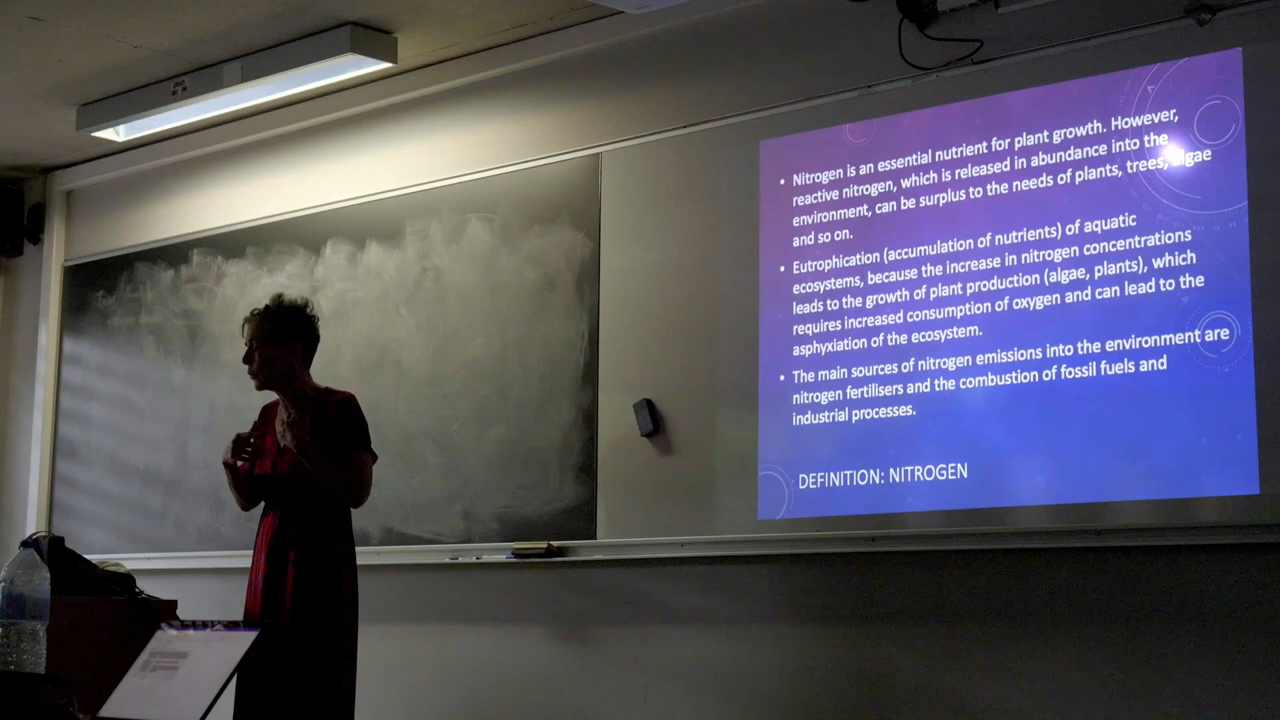 • Nitrogen is an essential nutrient for plant growth. However,
reactive nitrogen, which is released in abundance into the
environment, can be surplus to the needs of plants, trees, algae
and so on.
• Eutrophication (accumulation of nutrients) of aquatic
ecosystems, because the increase in nitrogen concentrations
leads to the growth of plant production (algae, plants), which
requires increased consumption of oxygen and can lead to the
asphyxiation of the ecosystem.
• The main sources of nitrogen emissions into the environment are
nitrogen fertilisers and the combustion of fossil fuels and
industrial processes.
DEFINITION: NITROGEN